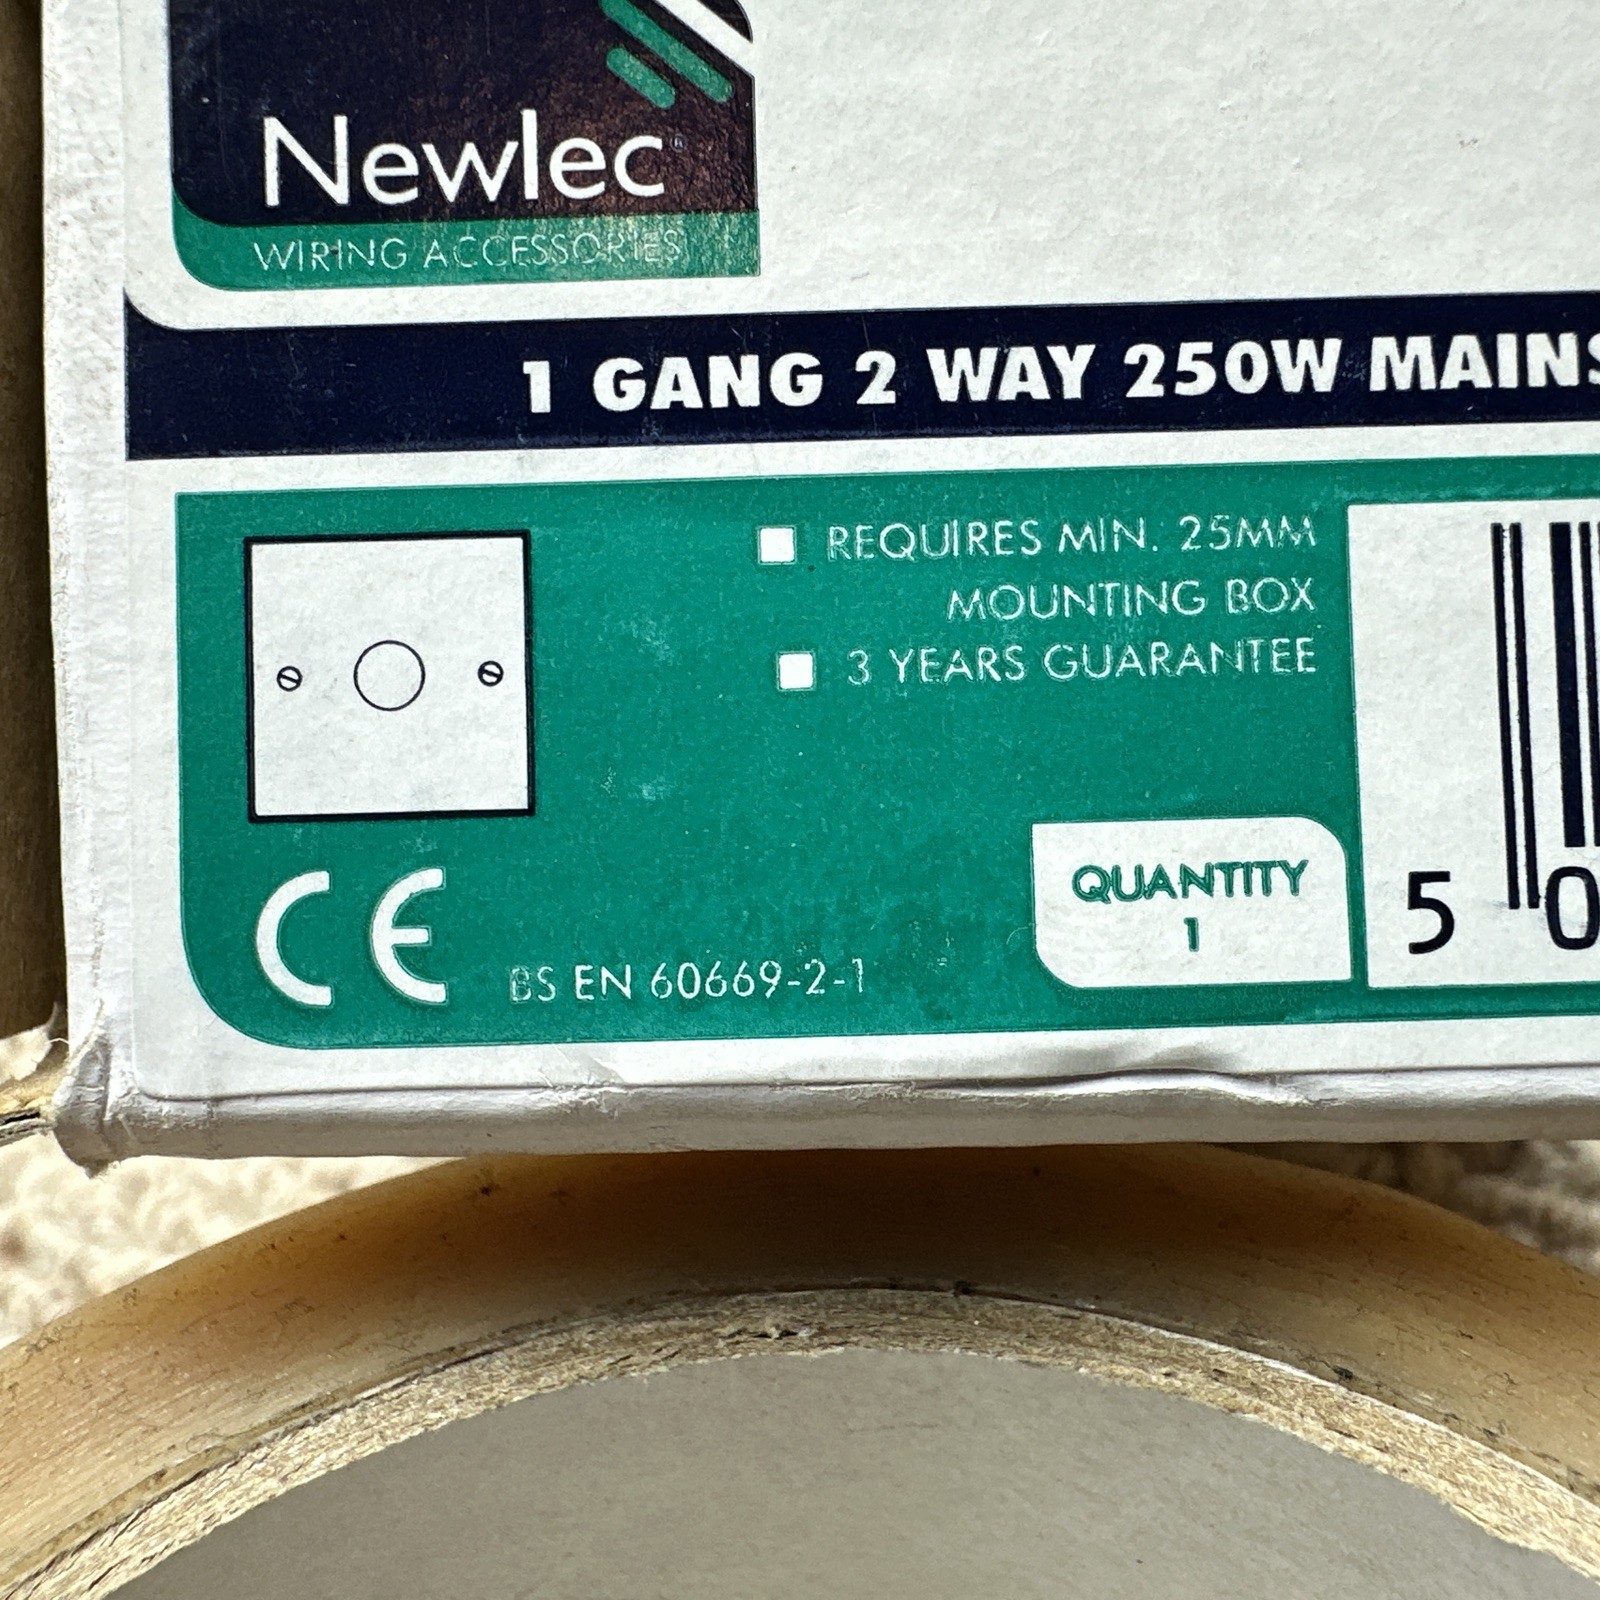 Newlec®
WIRING ACCESSORIES
1 GANG 2 WAY 250W MAINS
REQUIRES MIN. 25MM
MOUNTING BOX
3 YEARS GUARANTEE
QUANTITY
1
CE
BS EN 60669-2-1
5 0